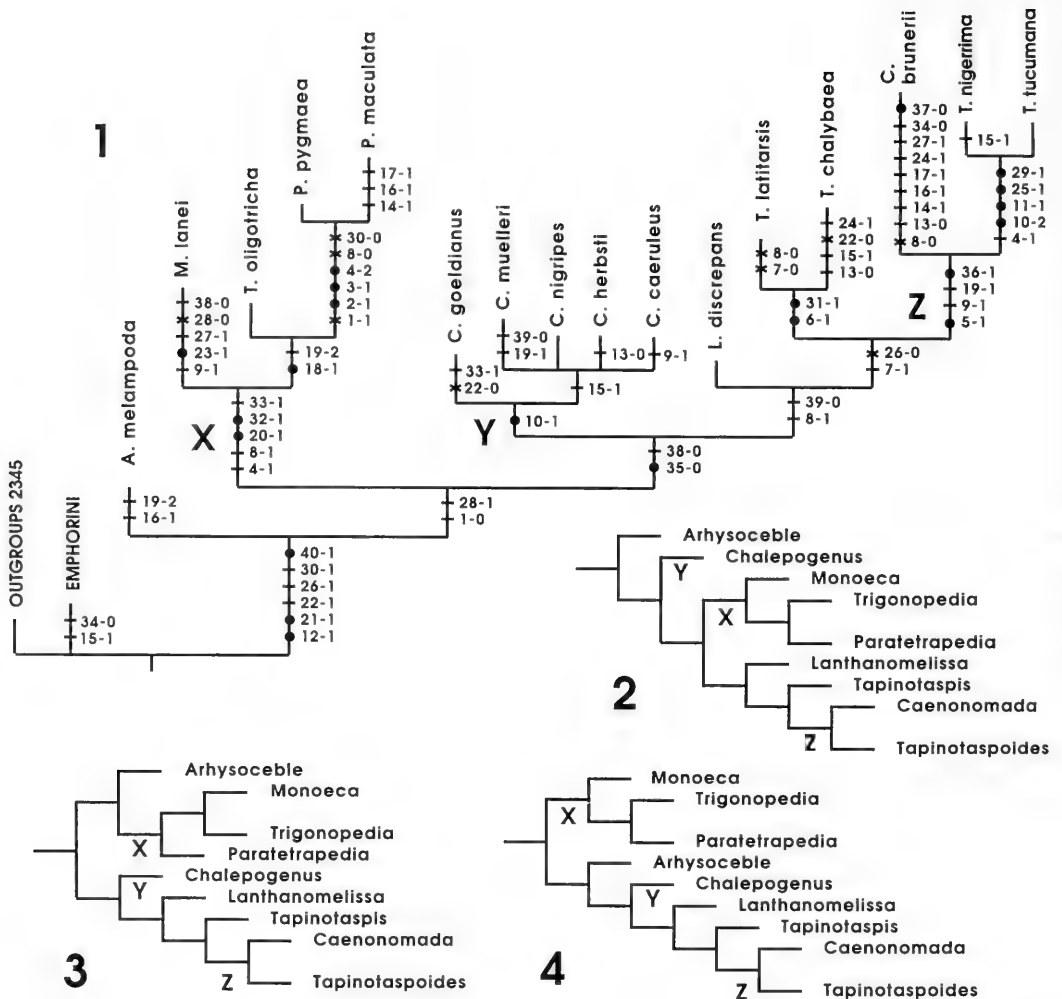 1
OUTGROUPS 2345
EMPHORINI
34-0
15-1
A. melampoda
19-2
16-1
40-1
30-1
26-1
22-1
21-1
12-1
M. lanei
38-0
28-0
27-1
23-1
9-1
T. oligotricha
P. pygmaea
P. maculata
17-1
16-1
14-1
30-0
8-0
4-2
3-1
2-1
1-1
19-2
18-1
X
33-1
32-1
20-1
8-1
4-1
28-1
1-0
C. goeldianus
33-1
22-0
C. muelleri
39-0
19-1
C. nigripes
C. herbsti
13-0
C. caeruleus
9-1
15-1
Y
10-1
38-0
35-0
L. discrepans
39-0
8-1
T. latitarsis
8-0
7-0
T. chalybaea
24-1
22-0
15-1
13-0
31-1
6-1
26-0
7-1
C.
brunerii
37-0
34-0
27-1
24-1
17-1
16-1
14-1
13-0
8-0
T. nigerrima
15-1
T. tucumana
29-1
25-1
11-1
10-2
4-1
Z
36-1
19-1
9-1
5-1
2
Arhysoceble
Y
Chalepogenus
Monoeca
X
Trigonopedia
Paratetrapedia
Lanthanomelissa
Tapinotaspis
Caenonomada
Z
Tapinotaspoides
3
Arhysoceble
Monoeca
Trigonopedia
X
Paratetrapedia
Chalepogenus
Y
Lanthanomelissa
Tapinotaspis
Caenonomada
Z
Tapinotaspoides
4
Monoeca
X
Trigonopedia
Paratetrapedia
Arhysoceble
Chalepogenus
Y
Lanthanomelissa
Tapinotaspis
Caenonomada
Z
Tapinotaspoides